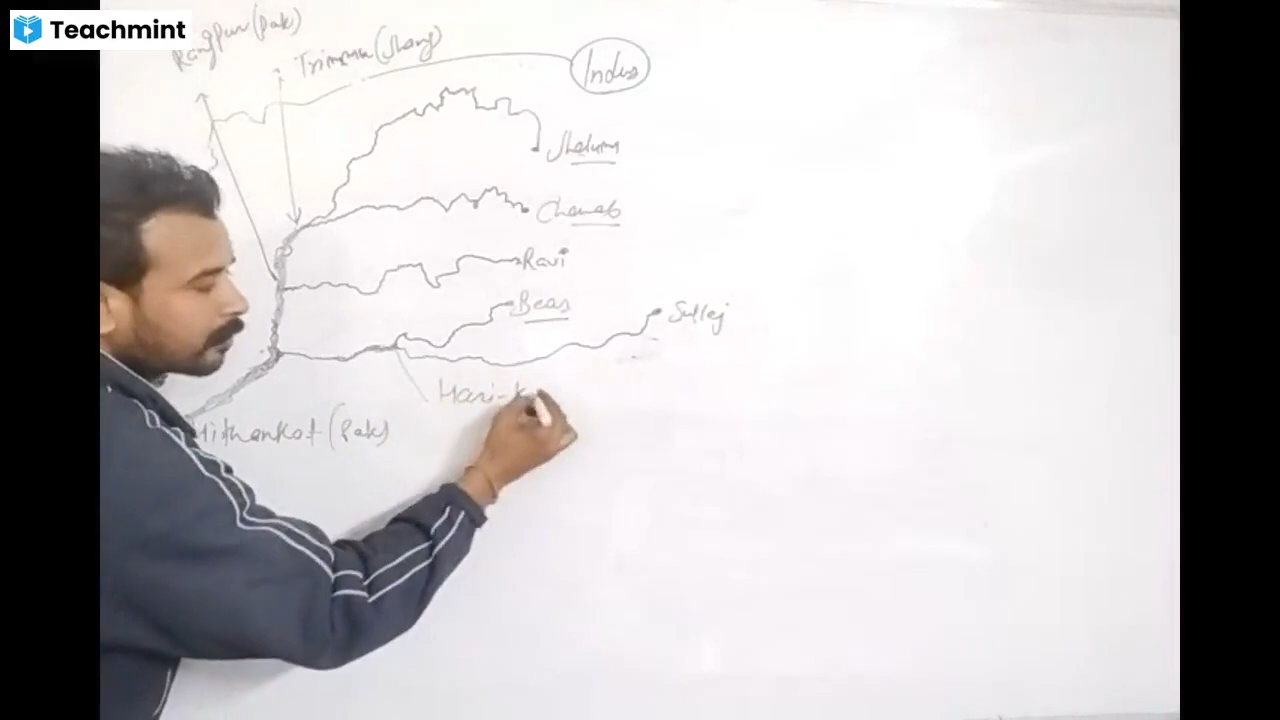 Teachmint
Rangpur (Pak)
Trimmu (Jhang)
Indus
Jhelum
Chenab
Ravi
Beas
Sutlej
Hari-k
Mithankot (Pak)